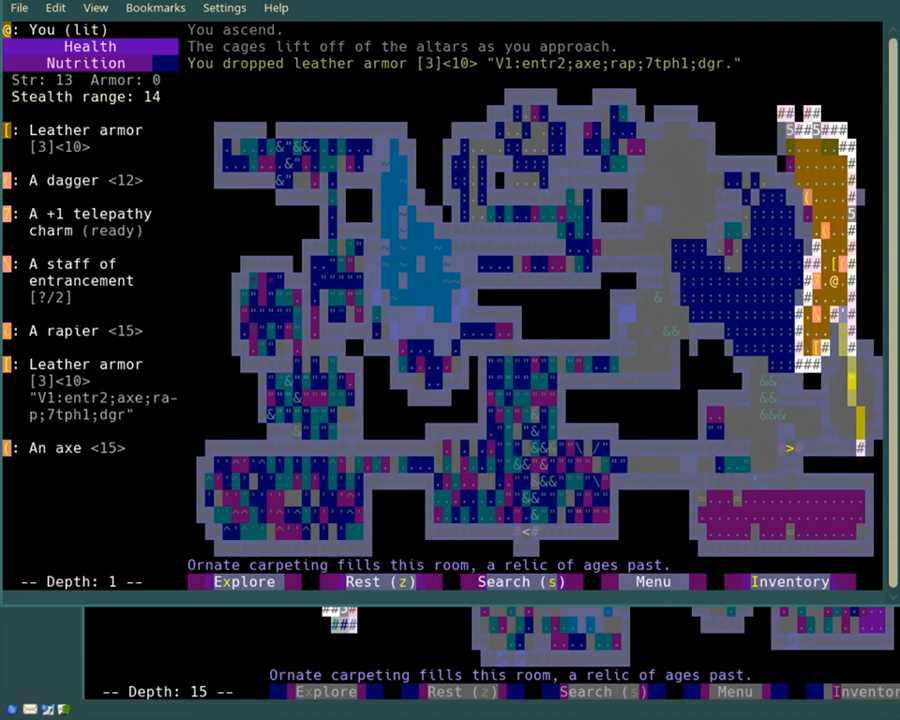 File Edit View Bookmarks Settings Help
@: You (lit)
Health
Nutrition
Str: 13 Armor: 0
Stealth range: 14
You ascend.
The cages lift off of the altars as you approach.
You dropped leather armor [3]<10> "V1:entr2;axe;rap;7tph1;dgr."
[: Leather armor
[3]<10>
(: A dagger <12>
7: A +1 telepathy
charm (ready)
\: A staff of
entrancement
[?/2]
(: A rapier <15>
[: Leather armor
[3]<10>
"V1:entr2;axe;ra-
p;7tph1;dgr"
(: An axe <15>
Ornate carpeting fills this room, a relic of ages past.
-- Depth: 1 -- Explore Rest (z) Search (s) Menu Inventory
Ornate carpeting fills this room, a relic of ages past.
-- Depth: 15 -- Explore Rest (z) Search (s) Menu Inventor